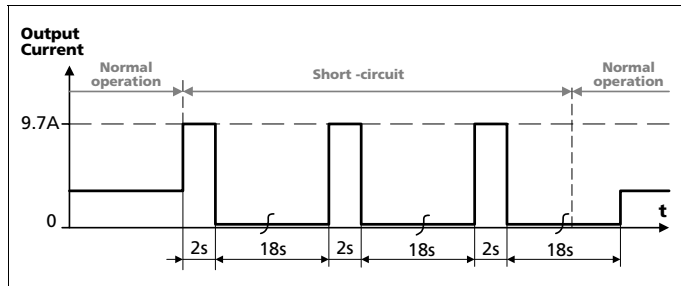 Output
Current
Normal
operation
Short -circuit
Normal
operation
9.7A
0
t
2s
18s
2s
18s
2s
18s